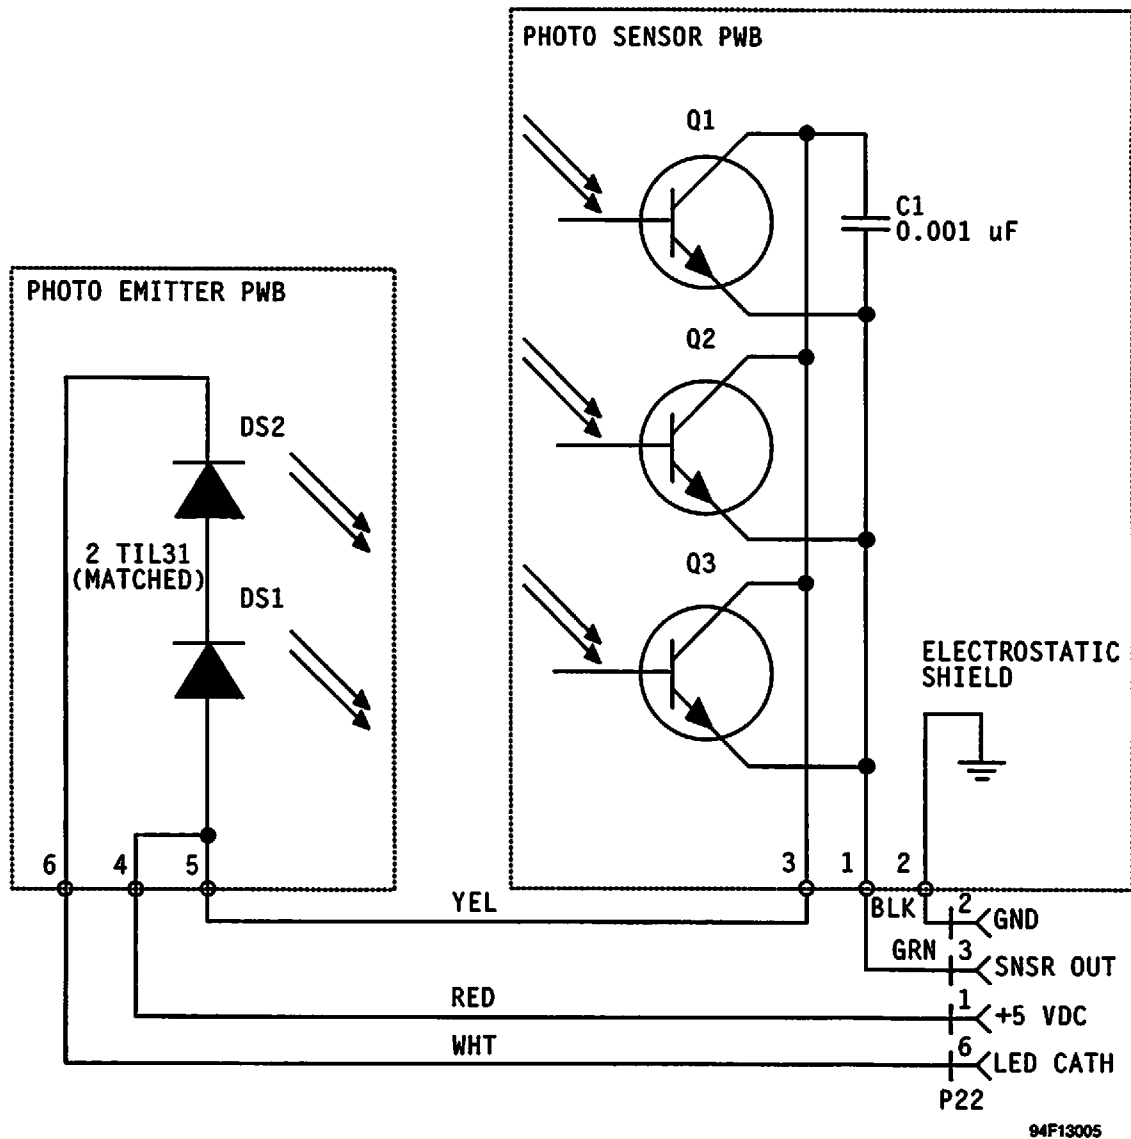 PHOTO SENSOR PWB
Q1
C1
0.001 uF
PHOTO EMITTER PWB
Q2
DS2
2 TIL31
(MATCHED)
Q3
DS1
ELECTROSTATIC
SHIELD
6 4 5 3 1 2
YEL
BLK 2 GND
GRN 3 SNSR OUT
RED 1 +5 VDC
WHT 6 LED CATH
P22
94F13005